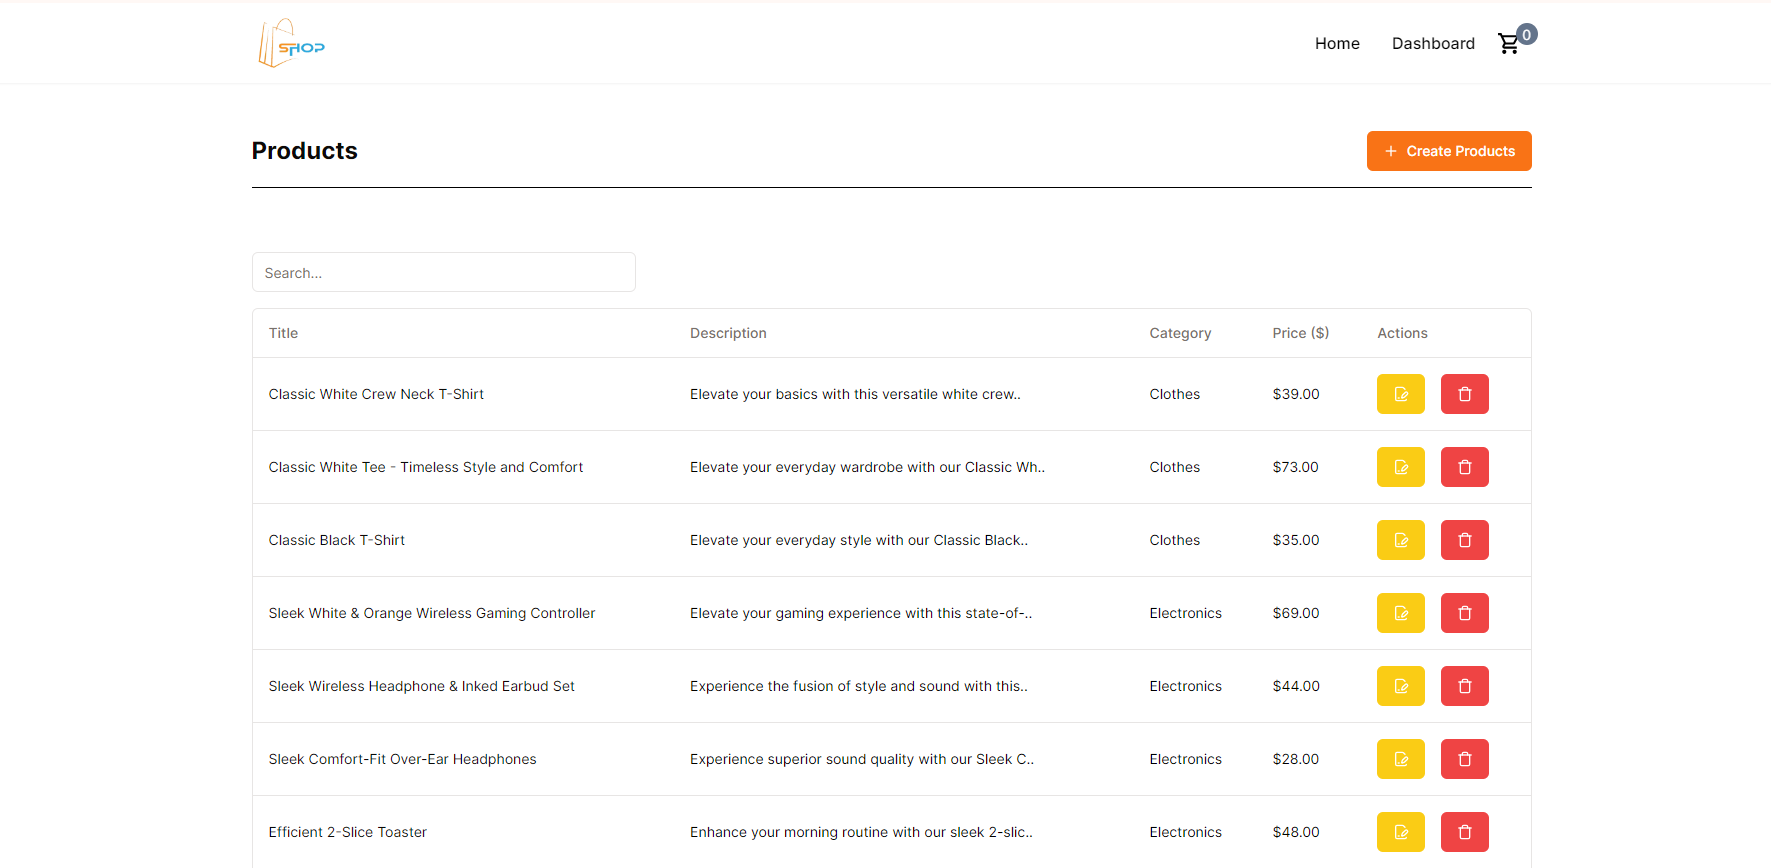 SHOP
Home Dashboard 0
Products
+ Create Products
Search...
Title Description Category Price ($) Actions
Classic White Crew Neck T-Shirt Elevate your basics with this versatile white crew.. Clothes $39.00
Classic White Tee - Timeless Style and Comfort Elevate your everyday wardrobe with our Classic Wh.. Clothes $73.00
Classic Black T-Shirt Elevate your everyday style with our Classic Black.. Clothes $35.00
Sleek White & Orange Wireless Gaming Controller Elevate your gaming experience with this state-of-.. Electronics $69.00
Sleek Wireless Headphone & Inked Earbud Set Experience the fusion of style and sound with this.. Electronics $44.00
Sleek Comfort-Fit Over-Ear Headphones Experience superior sound quality with our Sleek C.. Electronics $28.00
Efficient 2-Slice Toaster Enhance your morning routine with our sleek 2-slic.. Electronics $48.00